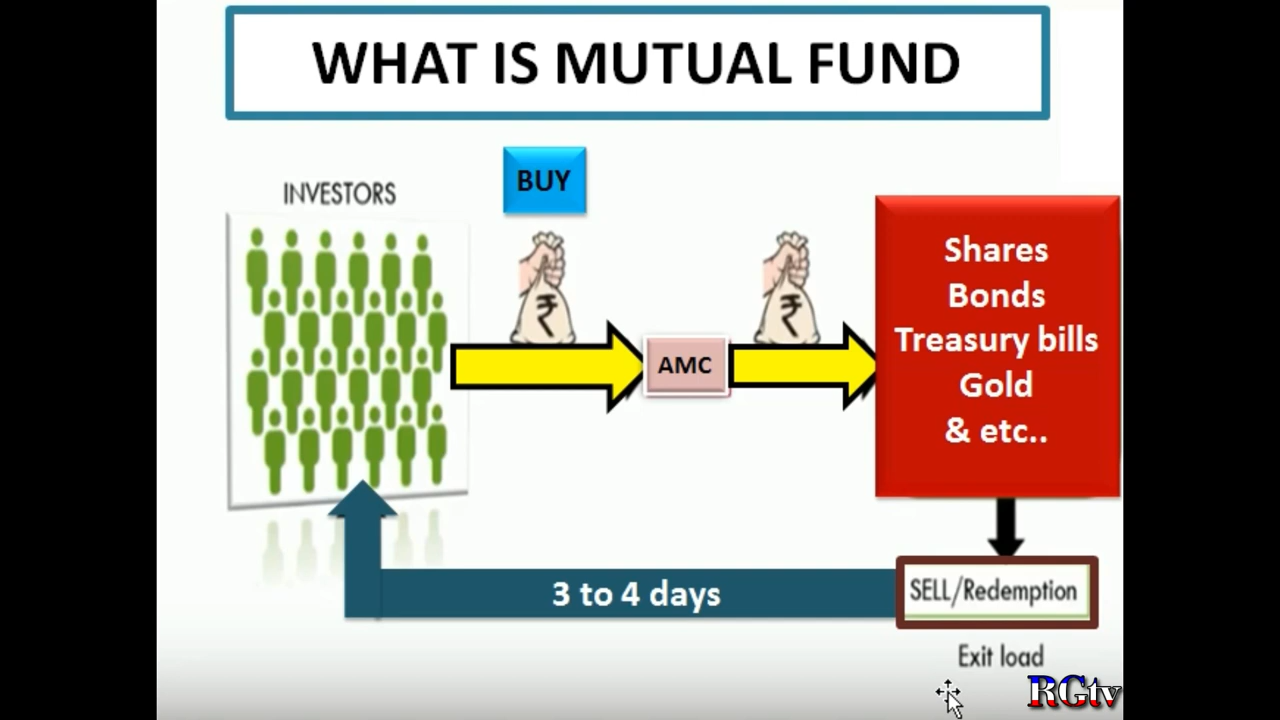 WHAT IS MUTUAL FUND
INVESTORS
BUY
₹
₹
AMC
Shares
Bonds
Treasury bills
Gold
& etc..
3 to 4 days
SELL/Redemption
Exit load
RGtv